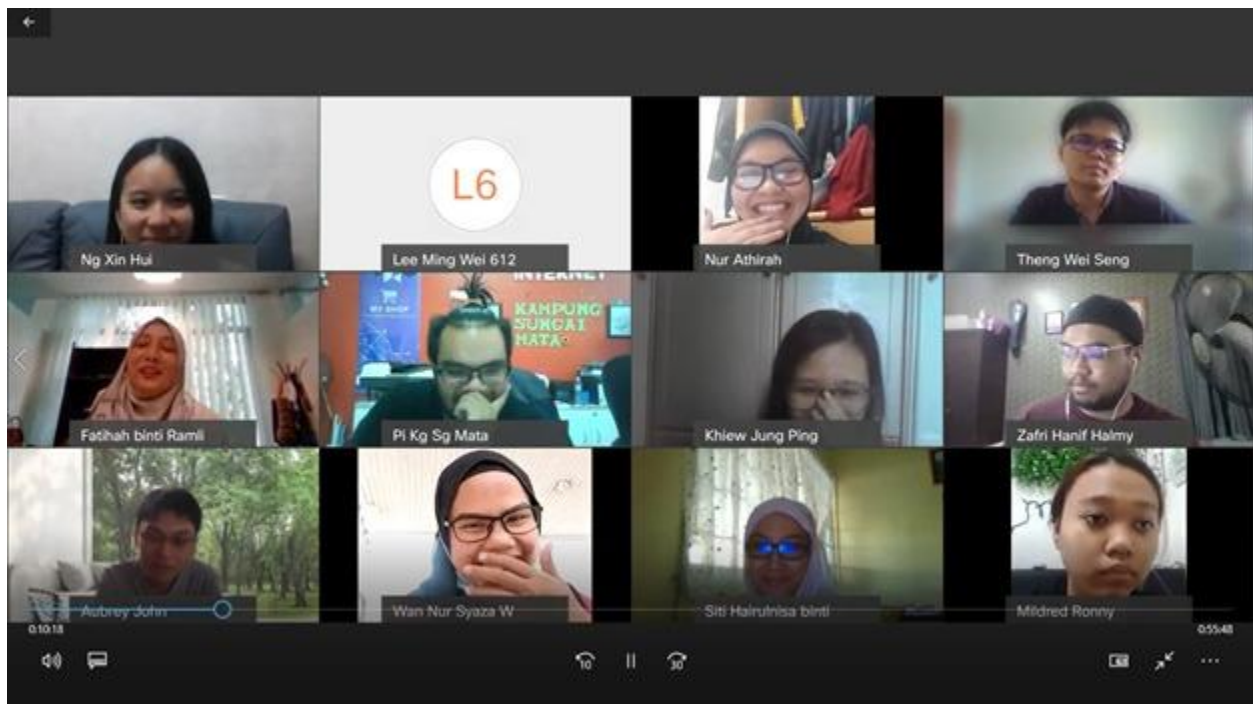 Ng Xin Hui
L6
Lee Ming Wei 612
Nur Athirah
Theng Wei Seng
Fatihah binti Ramli
MY SHOP
INTERNET
KAMPUNG
SUNGAI
MATA
Pi Kg Sg Mata
Khiew Jung Ping
Zafri Hanif Halmy
Aubrey John
Wan Nur Syaza W
Siti Hairulnisa binti
Mildred Ronny
0:10:18
0:55:48
10
30